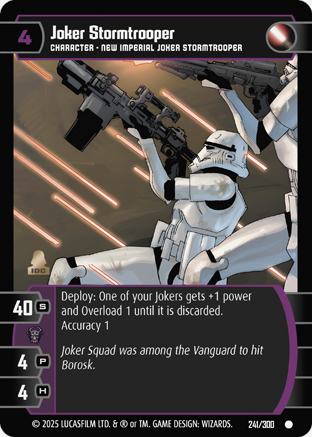 4
Joker Stormtrooper
CHARACTER • NEW IMPERIAL JOKER STORMTROOPER
IDC
40 S
Deploy: One of your Jokers gets +1 power
and Overload 1 until it is discarded.
Accuracy 1
4 P
Joker Squad was among the Vanguard to hit
Borosk.
4 H
© 2025 LUCASFILM LTD. & ® or TM. GAME DESIGN: WIZARDS. 241/300